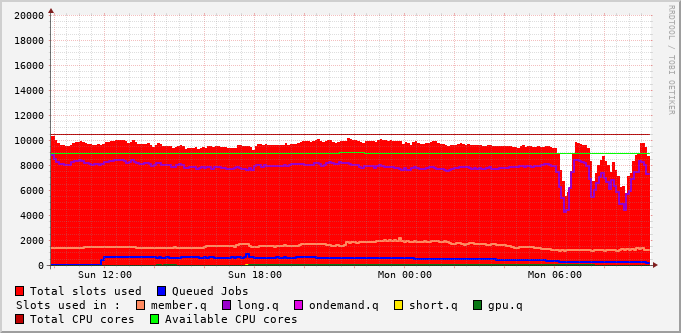 RRDTOOL / TOBI OETIKER
20000
18000
16000
14000
12000
10000
8000
6000
4000
2000
0
Sun 12:00 Sun 18:00 Mon 00:00 Mon 06:00
Total slots used Queued Jobs
Slots used in : member.q long.q ondemand.q short.q gpu.q
Total CPU cores Available CPU cores